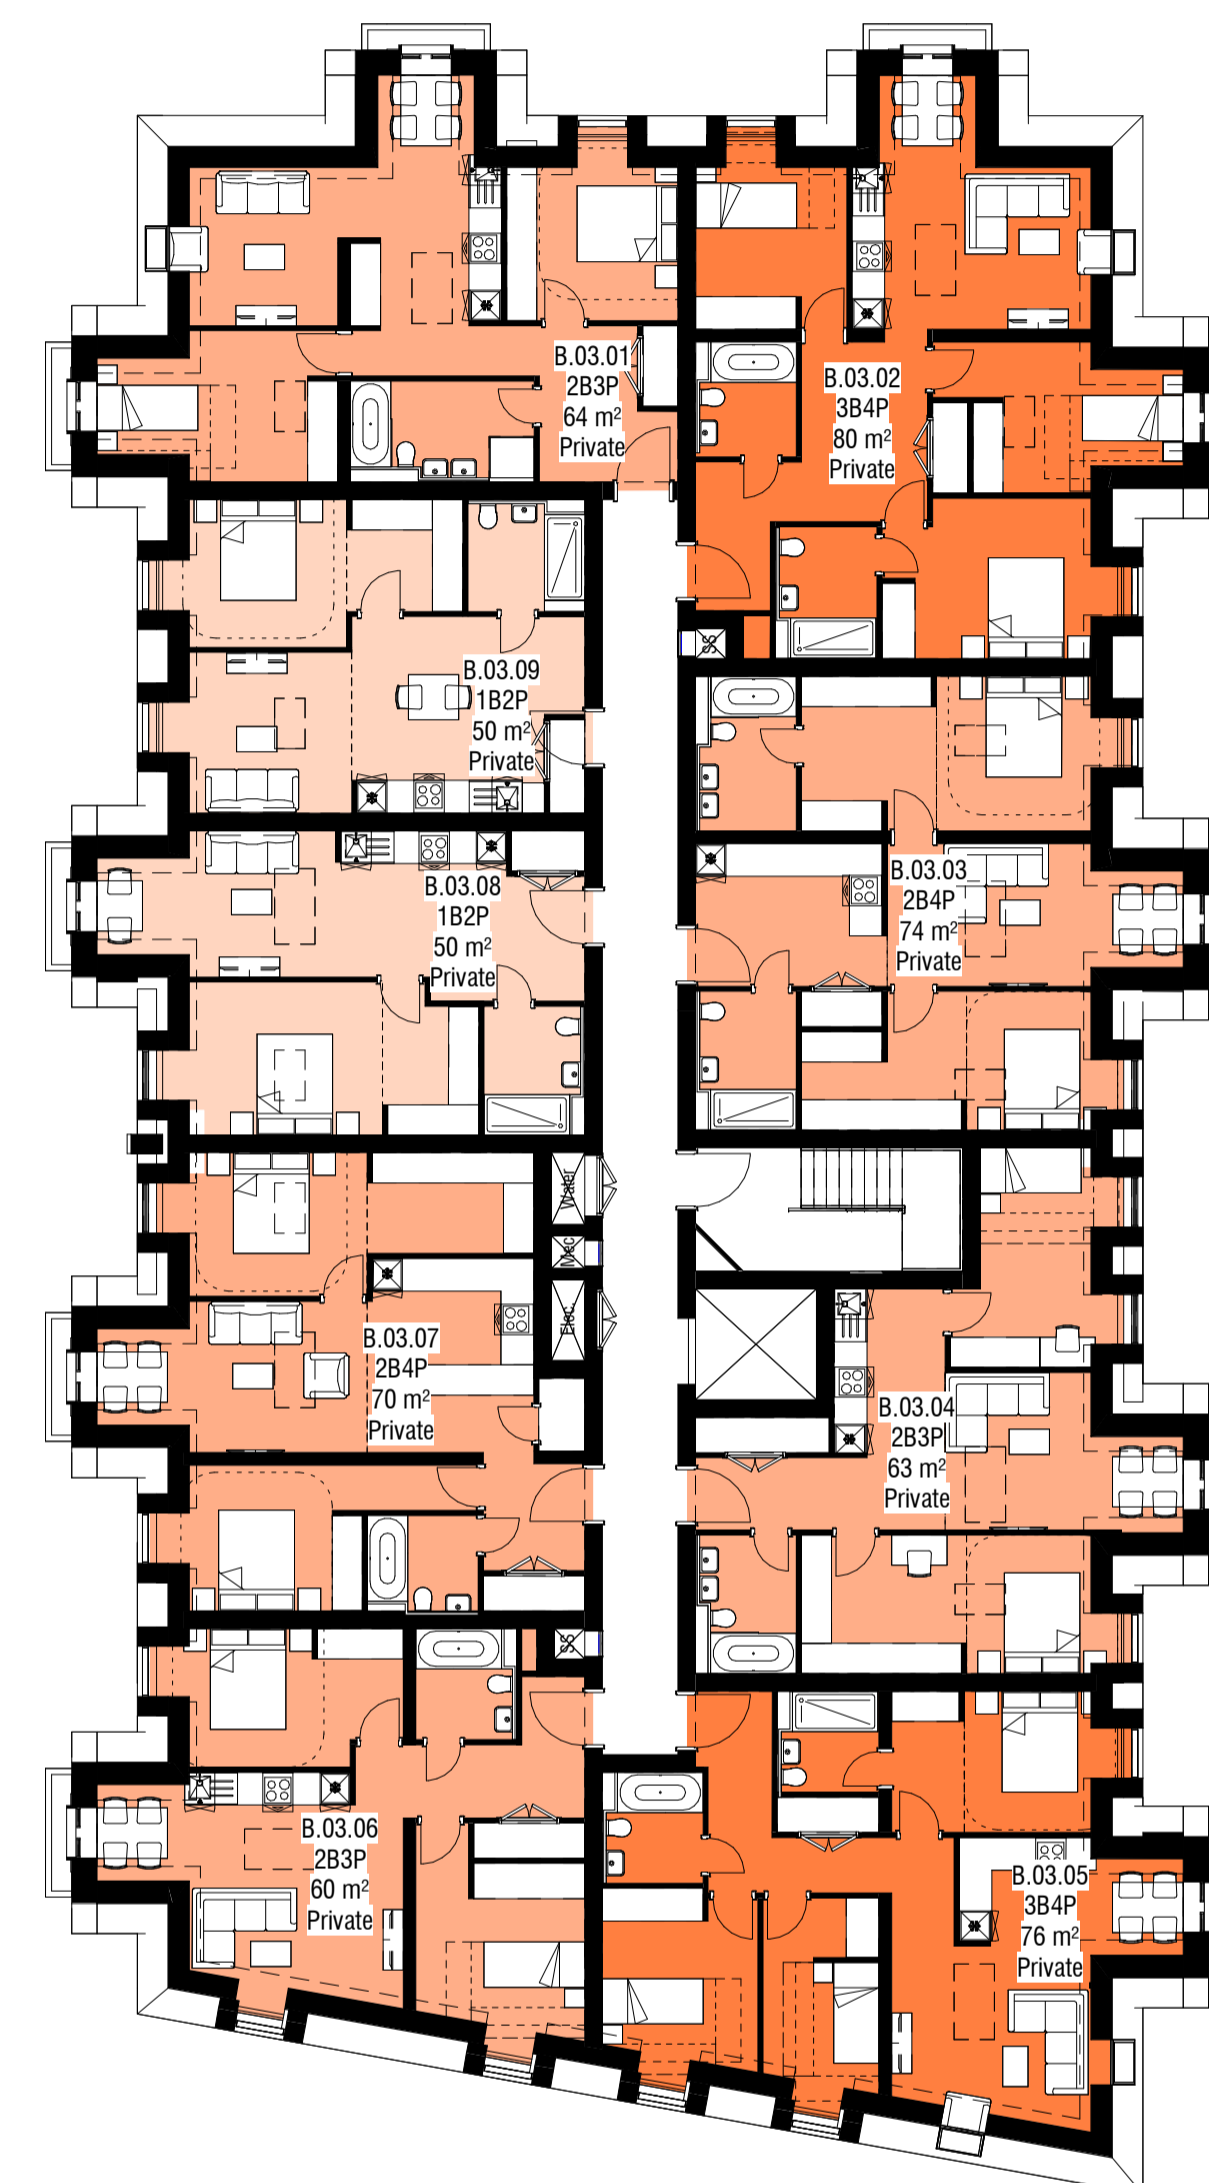 B.03.01
2B3P
64 m²
Private
B.03.02
3B4P
80 m²
Private
SS
B.03.09
1B2P
50 m²
Private
B.03.03
2B4P
74 m²
Private
B.03.08
1B2P
50 m²
Private
Water
Mec
Elec.
B.03.07
2B4P
70 m²
Private
B.03.04
2B3P
63 m²
Private
SS
B.03.06
2B3P
60 m²
Private
B.03.05
3B4P
76 m²
Private